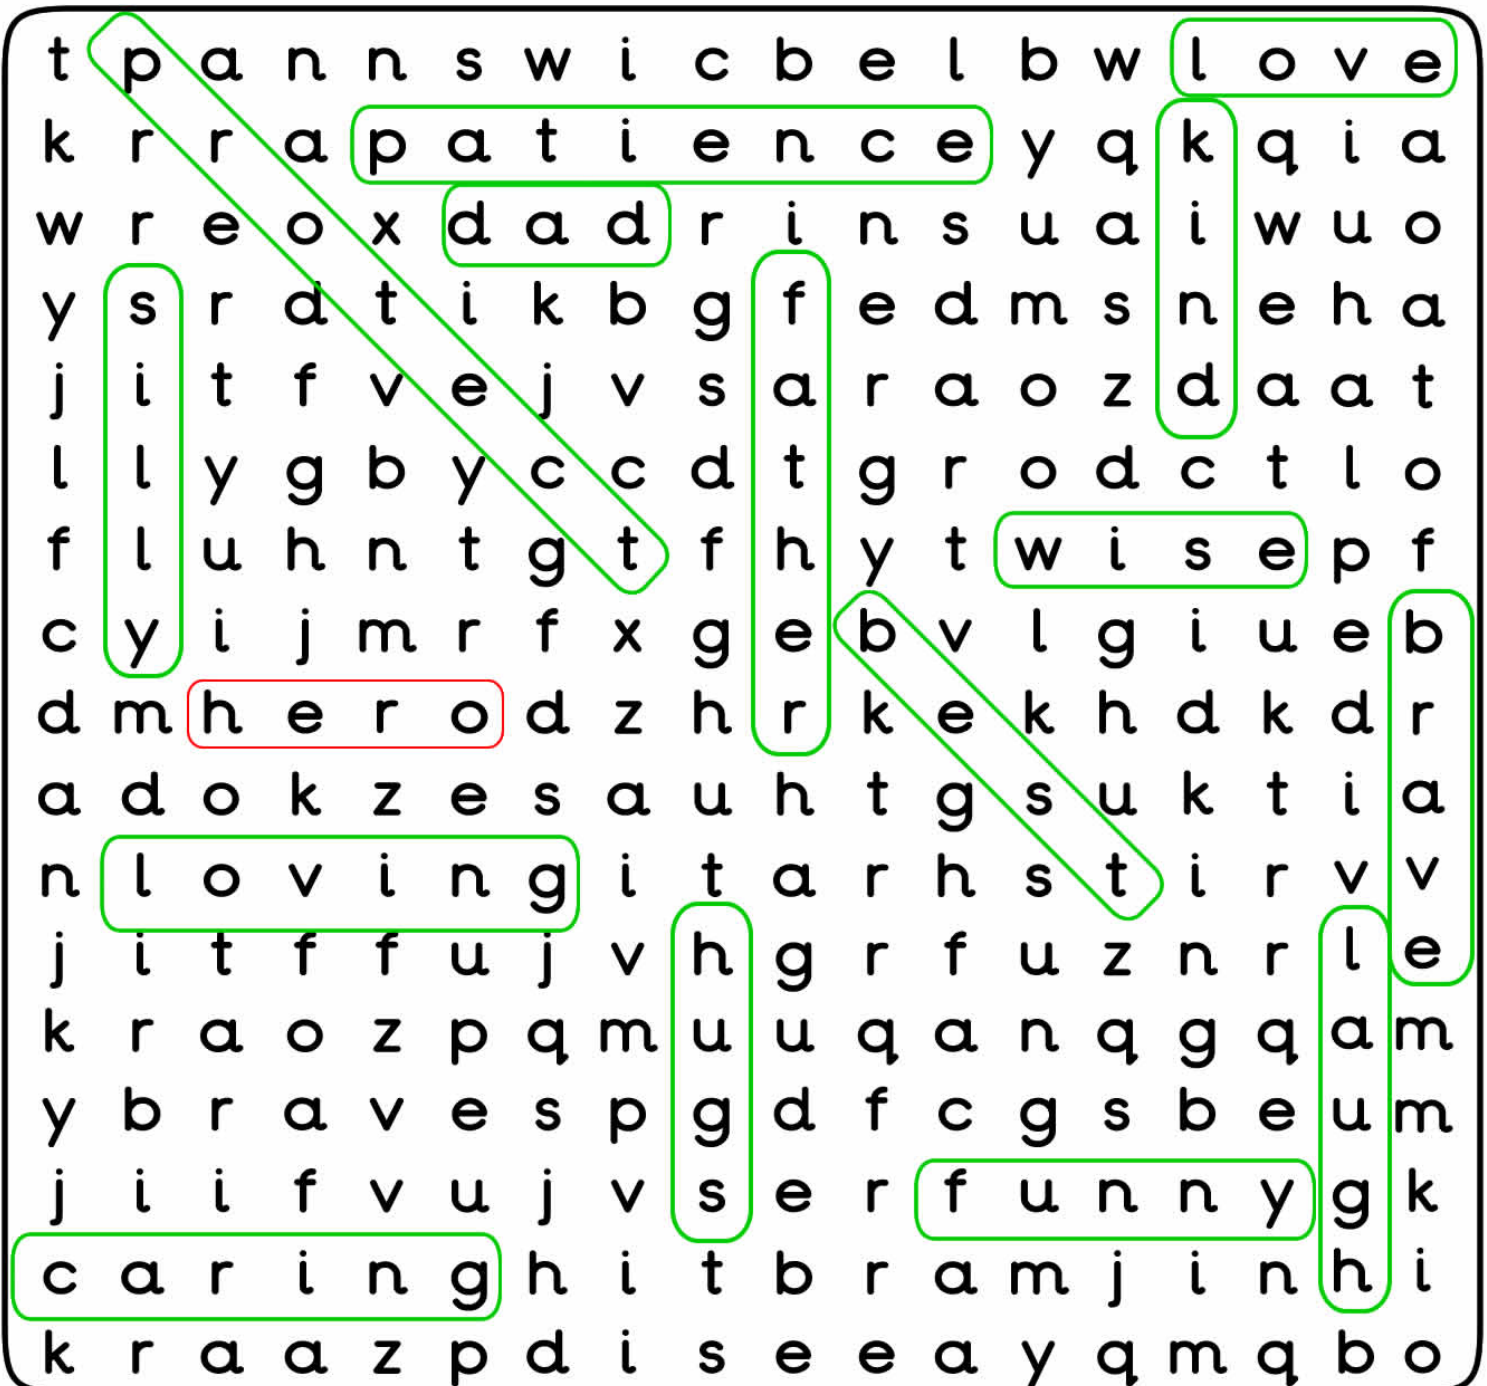 t p a n n s w i c b e l b w l o v e
k r r a p a t i e n c e y q k q i a
w r e o x d a d r i n s u a i w u o
y s r d t i k b g f e d m s n e h a
j i t f v e j v s a r a o z d a a t
l l y g b y c c d t g r o d c t l o
f l u h n t g t f h y t w i s e p f
c y i j m r f x g e b v l g i u e b
d m h e r o d z h r k e k h d k d r
a d o k z e s a u h t g s u k t i a
n l o v i n g i t a r h s t i r v v
j i t f f u j v h g r f u z n r l e
k r a o z p q m u u q a n q g q a m
y b r a v e s p g d f c g s b e u m
j i i f v u j v s e r f u n n y g k
c a r i n g h i t b r a m j i n h i
k r a a z p d i s e e a y q m q b o